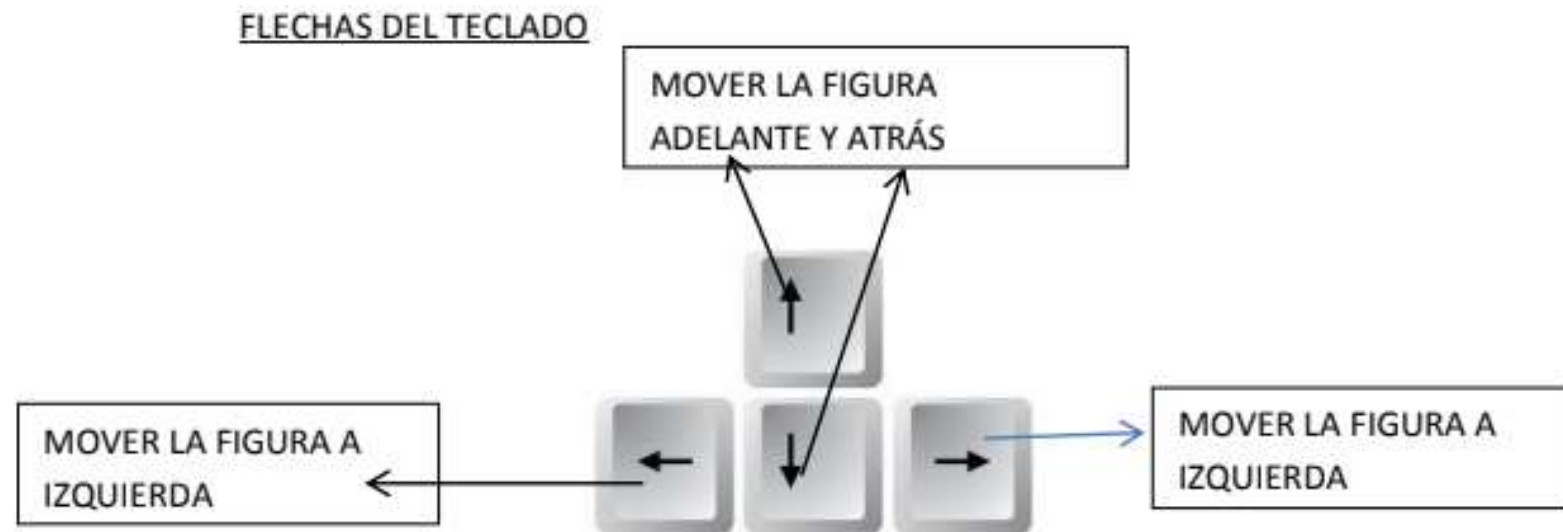 FLECHAS DEL TECLADO
MOVER LA FIGURA
ADELANTE Y ATRÁS
MOVER LA FIGURA A
IZQUIERDA
MOVER LA FIGURA A
IZQUIERDA